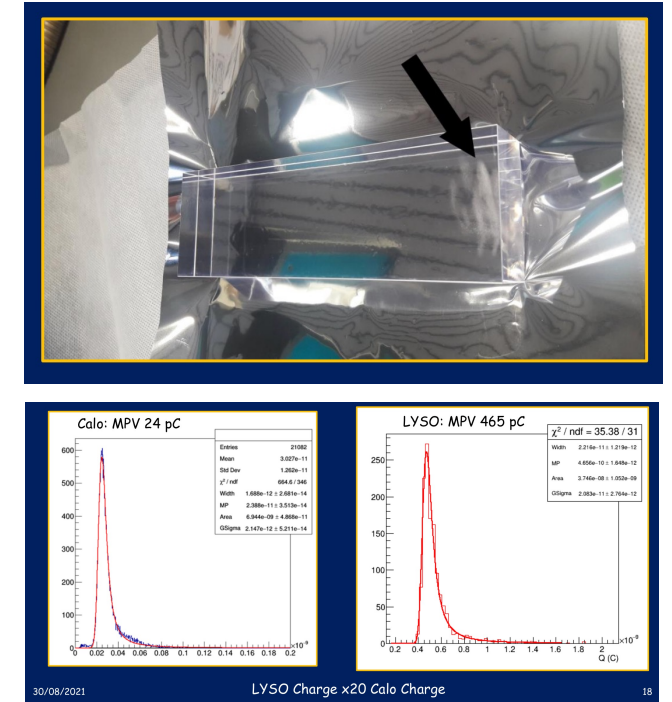 Calo: MPV 24 pC
Entries 21082
Mean 3.027e-11
Std Dev 1.262e-11
χ² / ndf 664.6 / 346
Width 1.688e-12 ± 2.681e-14
MP 2.388e-11 ± 3.513e-14
Area 6.944e-09 ± 4.868e-11
GSigma 2.147e-12 ± 5.211e-14
600
500
400
300
200
100
0
0 0.02 0.04 0.06 0.08 0.1 0.12 0.14 0.16 0.18 0.2
×10⁻⁹
LYSO: MPV 465 pC
χ² / ndf = 35.38 / 31
Width 2.216e-11 ± 1.219e-12
MP 4.656e-10 ± 1.648e-12
Area 3.746e-08 ± 1.052e-09
GSigma 2.083e-11 ± 2.764e-12
250
200
150
100
50
0
0.2 0.4 0.6 0.8 1 1.2 1.4 1.6 1.8 2
×10⁻⁹
Q (C)
30/08/2021
LYSO Charge x20 Calo Charge
18